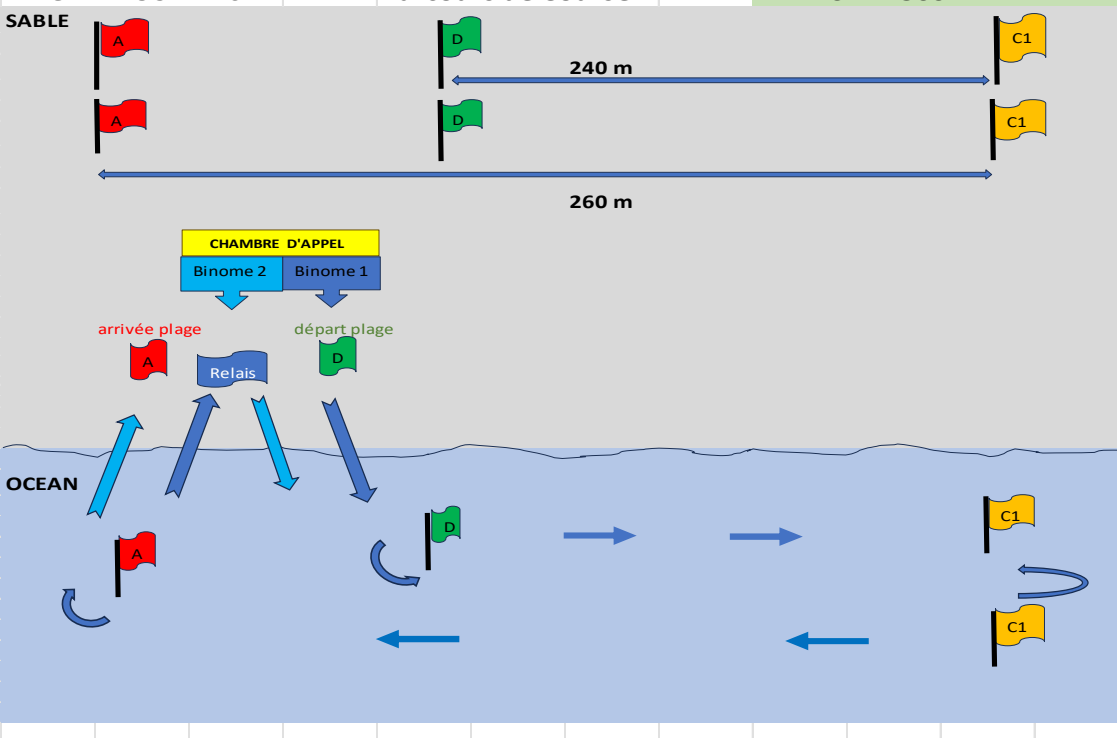 SABLE
A
D
C1
240 m
A
D
C1
260 m
CHAMBRE D'APPEL
Binome 2
Binome 1
arrivée plage
départ plage
A
Relais
D
OCEAN
A
D
C1
C1